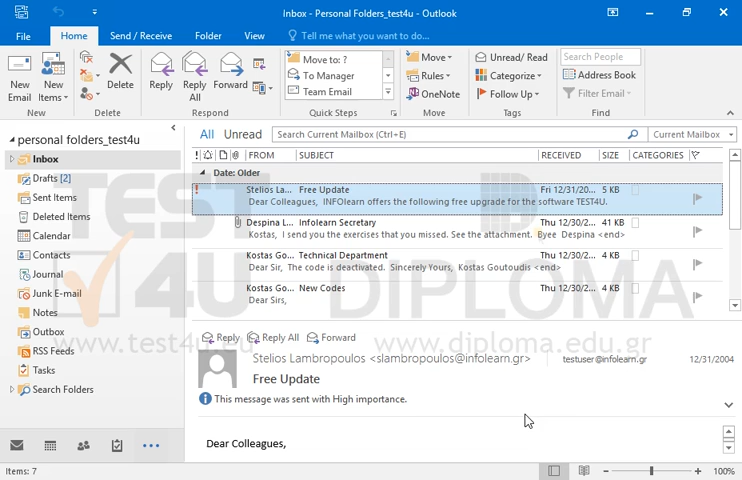 Inbox - Personal Folders_test4u - Outlook
File Home Send / Receive Folder View Tell me what you want to do...
New Email
New Items
Delete
Reply
Reply All
Forward
Move to: ?
To Manager
Team Email
Move
Rules
OneNote
Unread/ Read
Categorize
Follow Up
Search People
Address Book
Filter Email
New Delete Respond Quick Steps Move Tags Find
personal folders_test4u
Inbox
Drafts [2]
Sent Items
Deleted Items
Calendar
Contacts
Journal
Junk E-mail
Notes
Outbox
RSS Feeds
Tasks
Search Folders
All Unread Search Current Mailbox (Ctrl+E) Current Mailbox
FROM SUBJECT RECEIVED SIZE CATEGORIES
Date: Older
Stelios La... Free Update Fri 12/31/20... 5 KB
Dear Colleagues, INFOlearn offers the following free upgrade for the software TEST4U.
Despina L... Infolearn Secretary Thu 12/30/2... 41 KB
Kostas, I send you the exercises that you missed. See the attachment. Byee Despina <end>
Kostas Go... Technical Department Thu 12/30/2... 4 KB
Dear Sir, The code is deactivated. Sincerely Yours, Kostas Goutoudis <end>
Kostas Go... New Codes Thu 12/30/2... 4 KB
Dear Sirs,
TEST 4U DIPLOMA
www.test4u.eu www.diploma.edu.gr
Reply Reply All Forward
Stelios Lambropoulos <slambropoulos@infolearn.gr> testuser@infolearn.gr 12/31/2004
Free Update
This message was sent with High importance.
Dear Colleagues,
Items: 7 100%